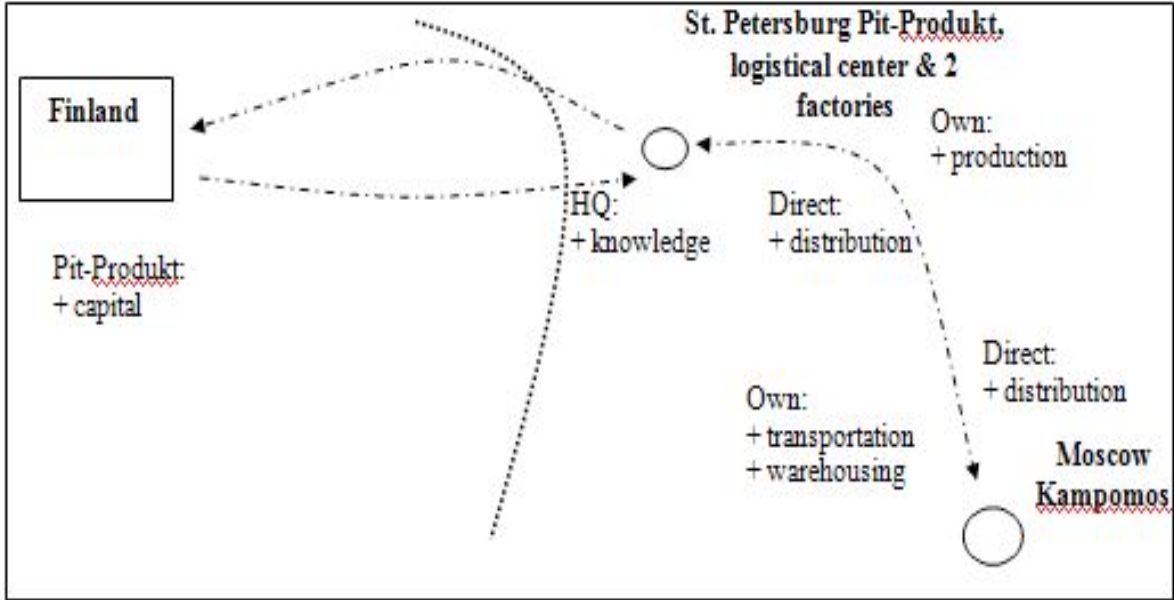 St. Petersburg Pit-Produkt,
logistical center & 2
factories
Finland
Own:
+ production
HQ:
+ knowledge
Direct:
+ distribution
Pit-Produkt:
+ capital
Direct:
+ distribution
Own:
+ transportation
+ warehousing
Moscow
Kampomos